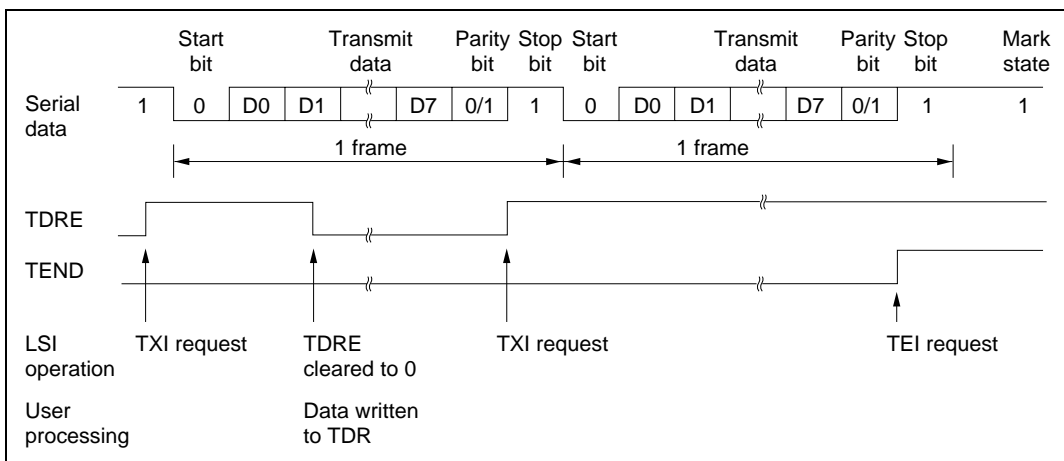 Start bit Transmit data Parity bit Stop bit Start bit Transmit data Parity bit Stop bit Mark state
Serial data 1 0 D0 D1 D7 0/1 1 0 D0 D1 D7 0/1 1 1
1 frame 1 frame
TDRE
TEND
LSI operation TXI request TDRE cleared to 0 TXI request TEI request
User processing Data written to TDR